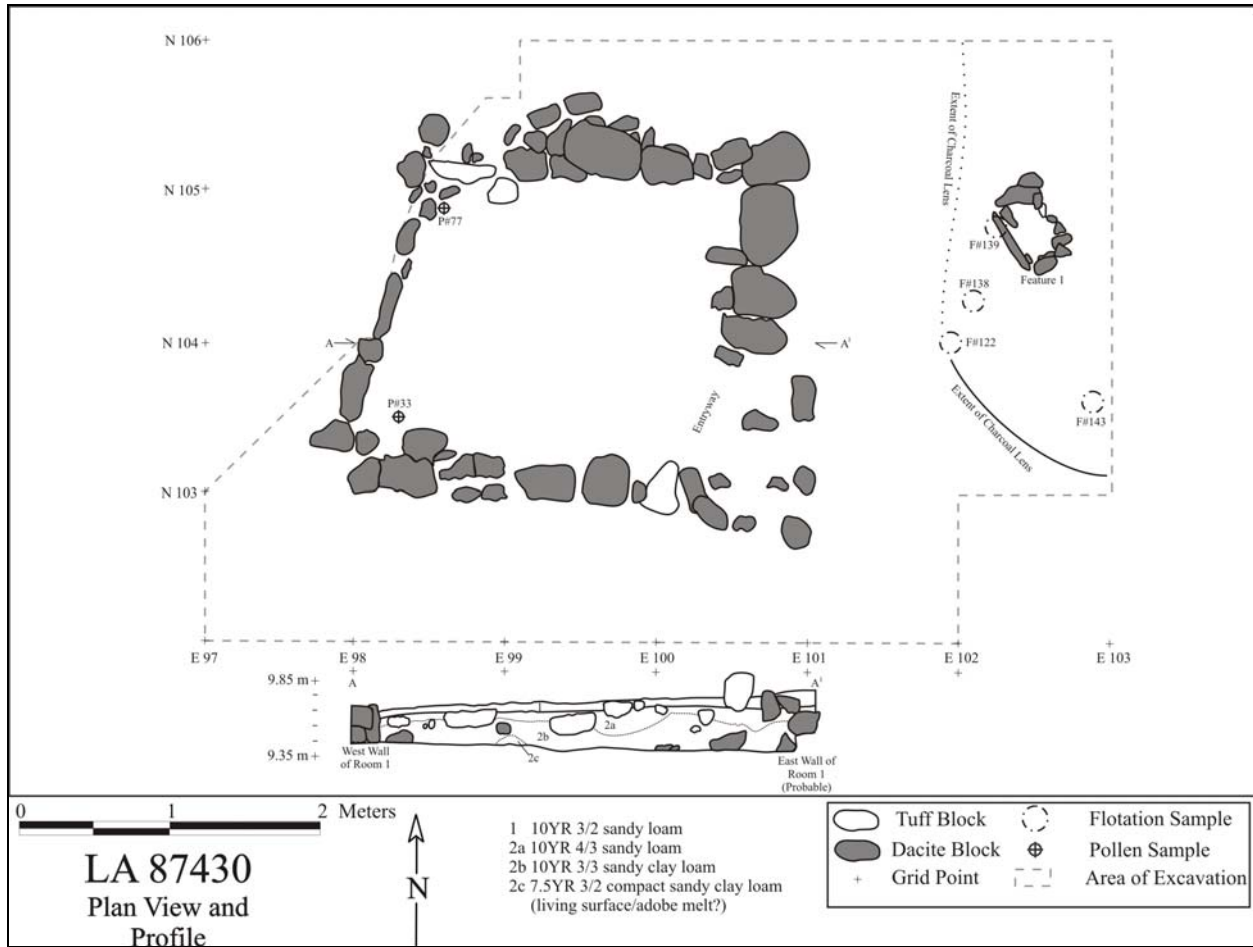 N 106+
Extent of Charcoal Lens
N 105+
P#77
F#139
Feature 1
F#138
N 104+
A
A'
F#122
P#33
Entryway
F#143
Extent of Charcoal Lens
N 103
E 97
E 98
E 99
E 100
E 101
E 102
E 103
A
A'
9.85 m
2a
2b
2c
9.35 m
West Wall
of Room 1
East Wall of
Room 1
(Probable)
0 1 2 Meters
LA 87430
Plan View and
Profile
N
1 10YR 3/2 sandy loam
2a 10YR 4/3 sandy loam
2b 10YR 3/3 sandy clay loam
2c 7.5YR 3/2 compact sandy clay loam
(living surface/adobe melt?)
Tuff Block
Flotation Sample
Dacite Block
Pollen Sample
Grid Point
Area of Excavation